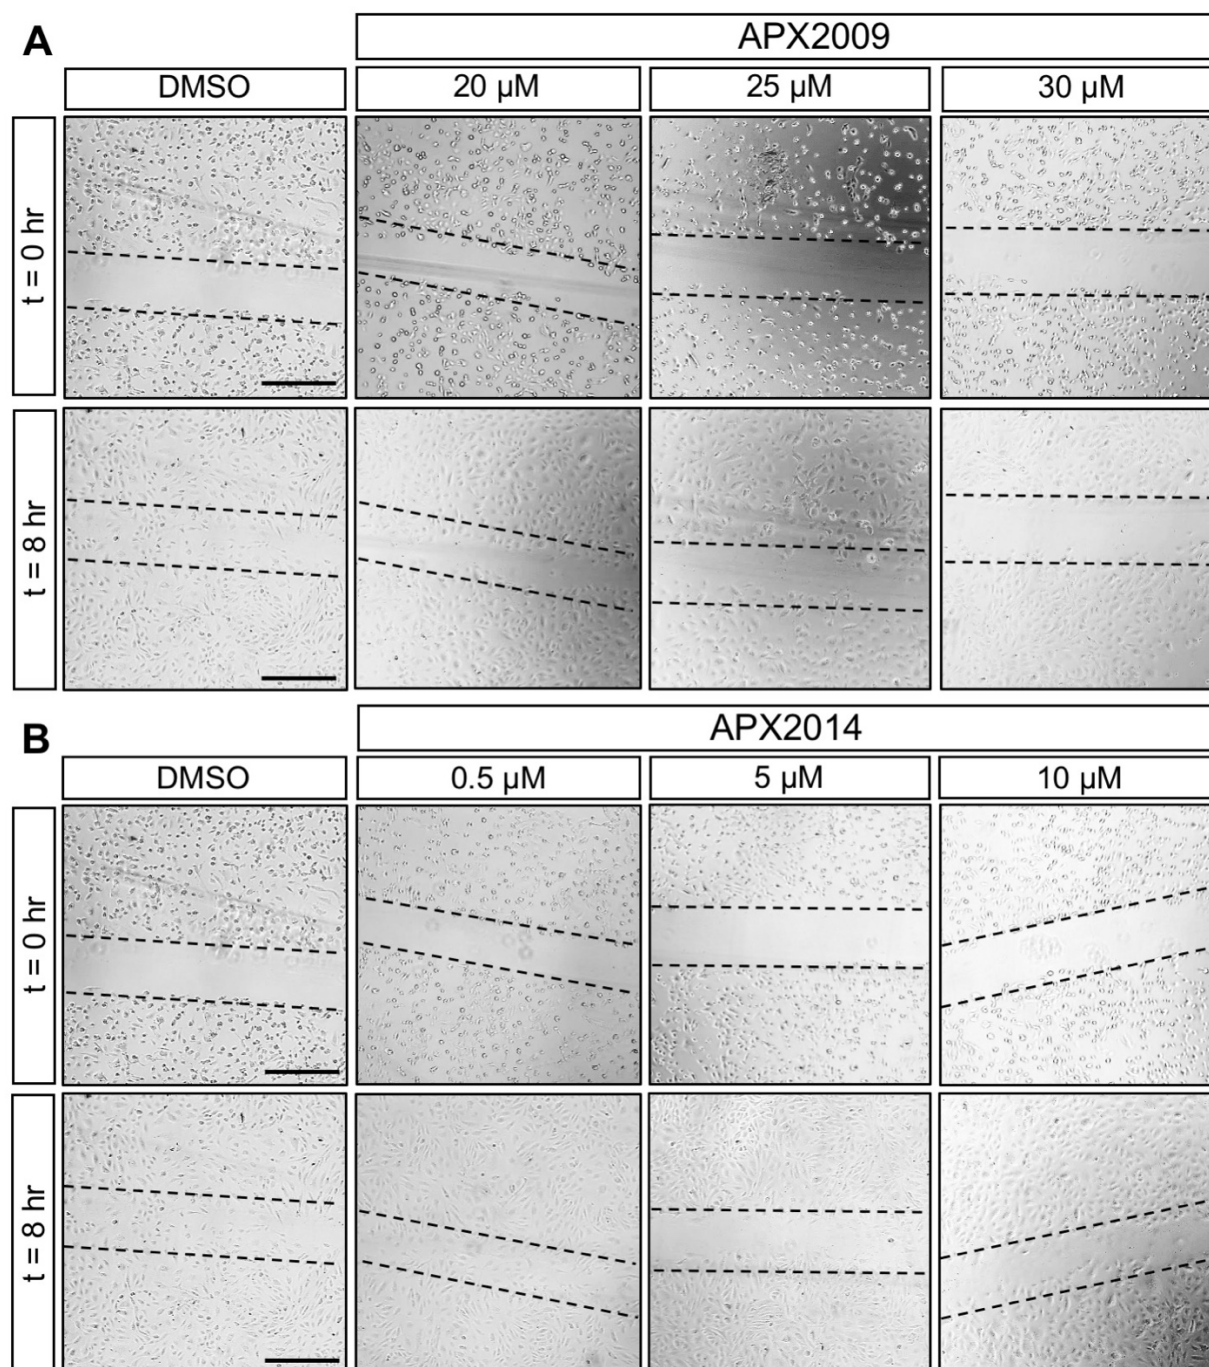 A
APX2009
DMSO
20 µM
25 µM
30 µM
t = 0 hr
t = 8 hr
B
APX2014
DMSO
0.5 µM
5 µM
10 µM
t = 0 hr
t = 8 hr